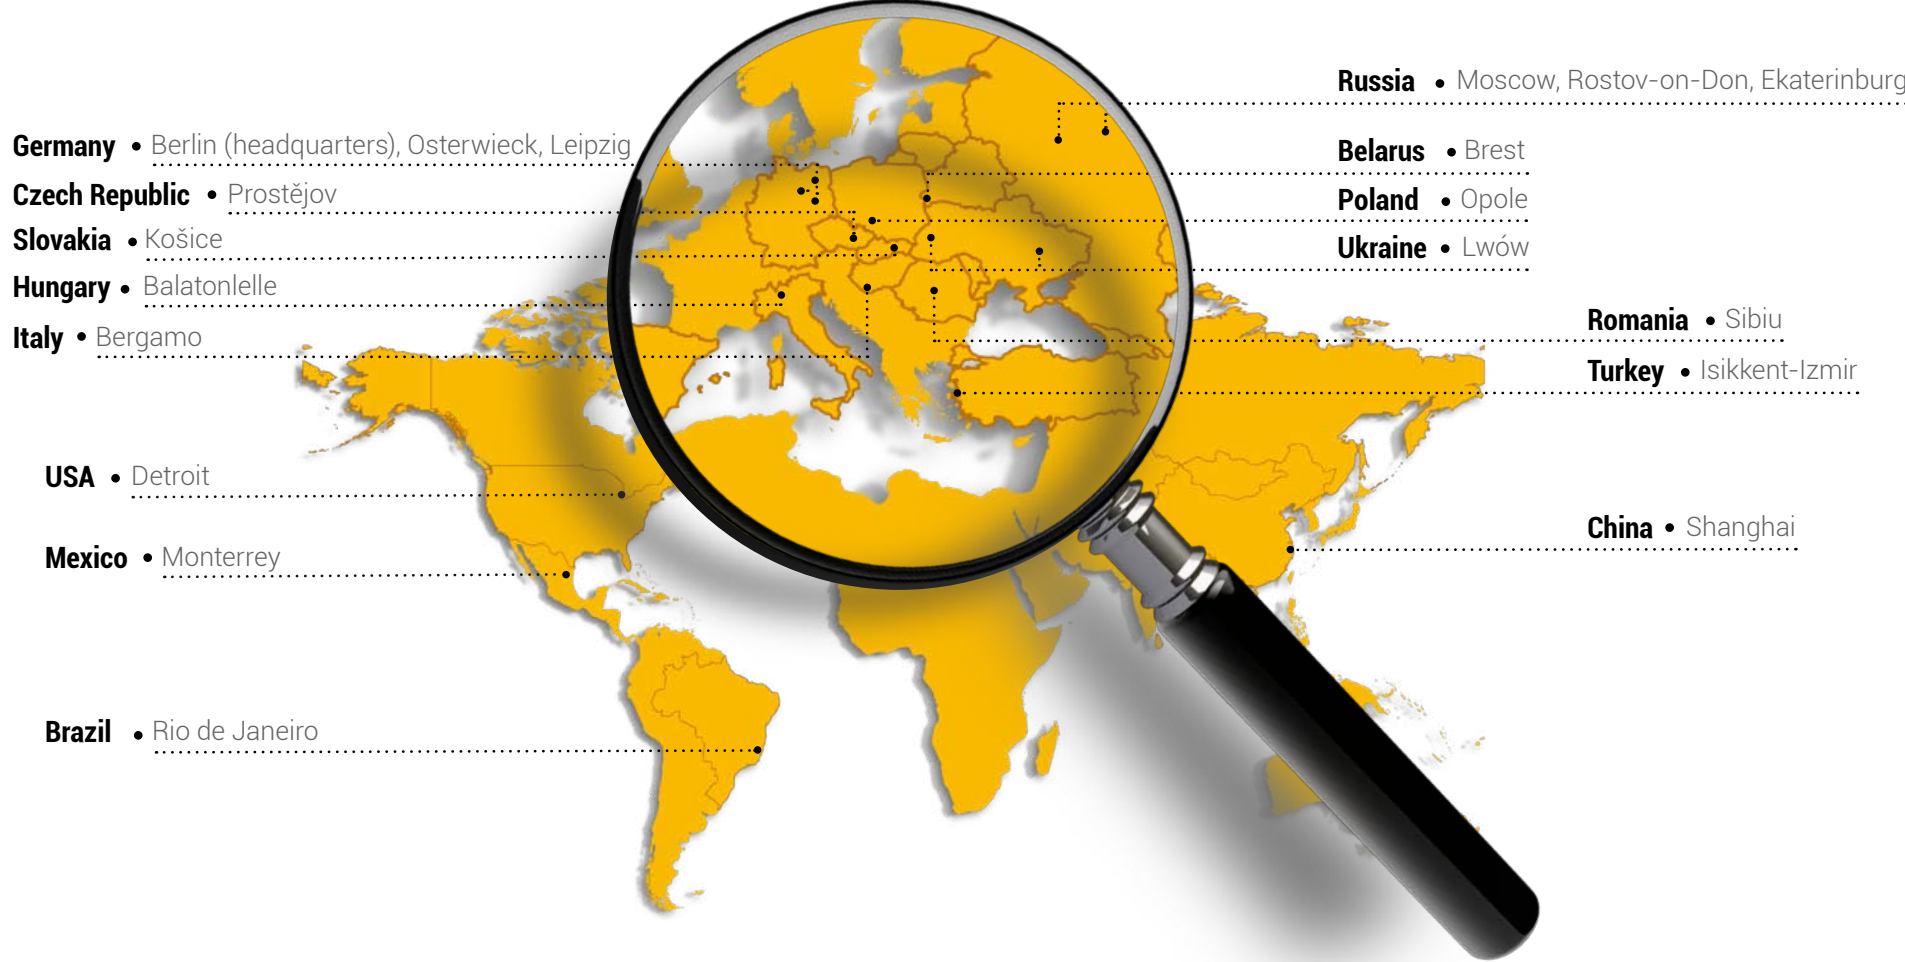 Germany • Berlin (headquarters), Osterwieck, Leipzig
Czech Republic • Prostějov
Slovakia • Košice
Hungary • Balatonlelle
Italy • Bergamo
USA • Detroit
Mexico • Monterrey
Brazil • Rio de Janeiro
Russia • Moscow, Rostov-on-Don, Ekaterinburg
Belarus • Brest
Poland • Opole
Ukraine • Lwów
Romania • Sibiu
Turkey • Isikkent-Izmir
China • Shanghai